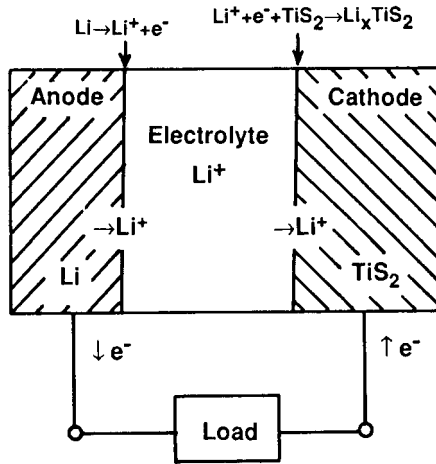 Li→Li⁺+e⁻
Li⁺+e⁻+TiS₂→LiₓTiS₂
Anode
Electrolyte
Li⁺
Cathode
→Li⁺
→Li⁺
Li
TiS₂
↓ e⁻
↑ e⁻
Load